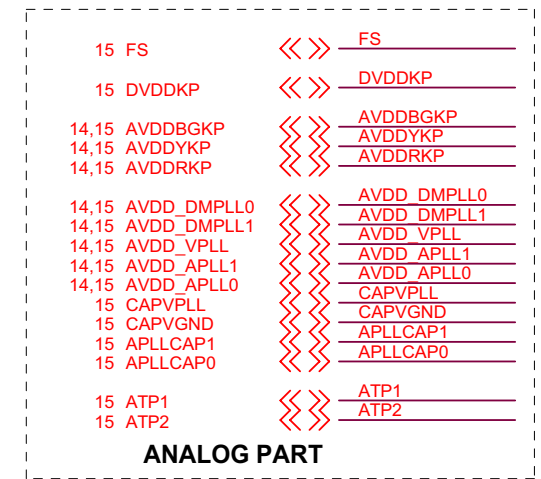 15 FS FS
15 DVDDKP DVDDKP
14,15 AVDDBGKP AVDDBGKP
14,15 AVDDYKP AVDDYKP
14,15 AVDDRKP AVDDRKP
14,15 AVDD_DMPLL0 AVDD_DMPLL0
14,15 AVDD_DMPLL1 AVDD_DMPLL1
14,15 AVDD_VPLL AVDD_VPLL
14,15 AVDD_APLL1 AVDD_APLL1
14,15 AVDD_APLL0 AVDD_APLL0
15 CAPVPLL CAPVPLL
15 CAPVGND CAPVGND
15 APLLCAP1 APLLCAP1
15 APLLCAP0 APLLCAP0
15 ATP1 ATP1
15 ATP2 ATP2
ANALOG PART